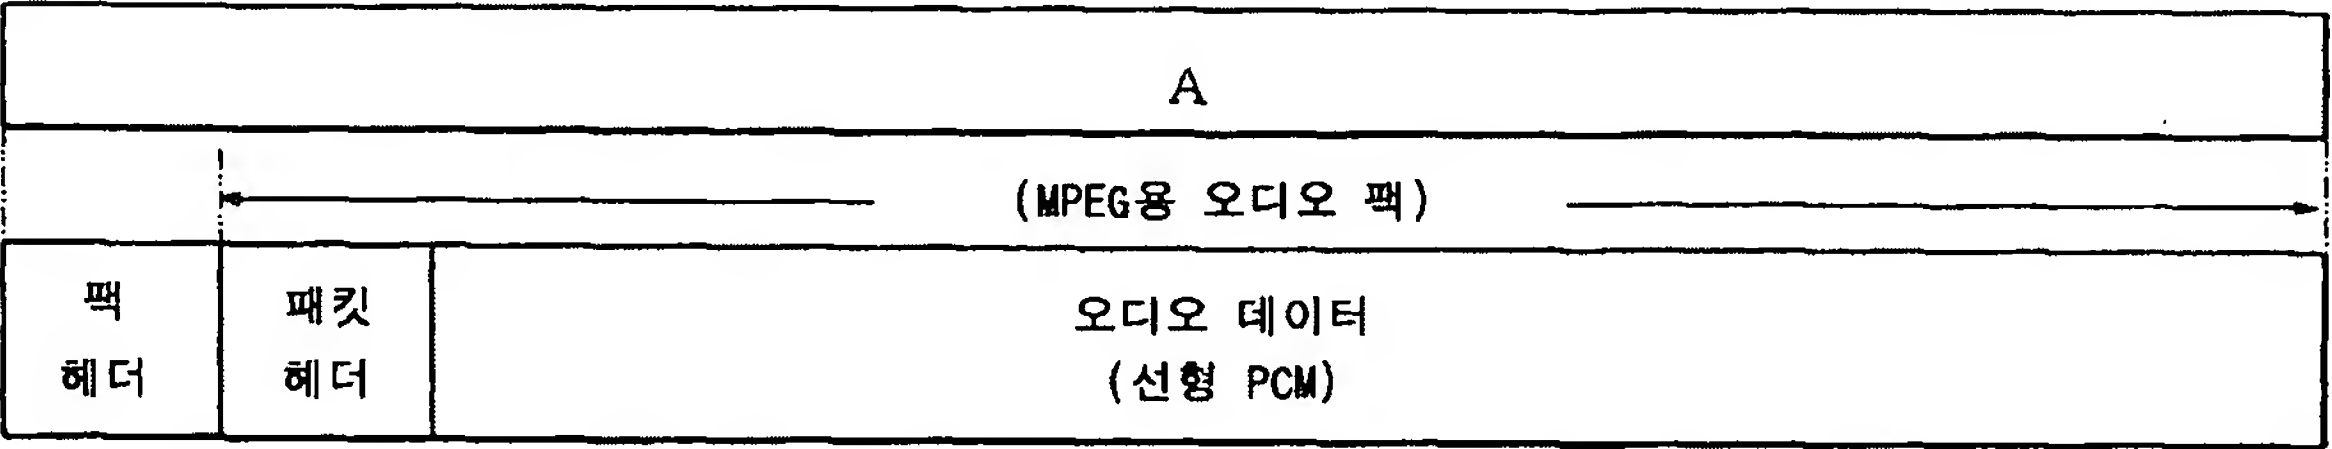 A
(MPEG용 오디오 팩)
팩
헤더
패킷
헤더
오디오 데이터
(선형 PCM)